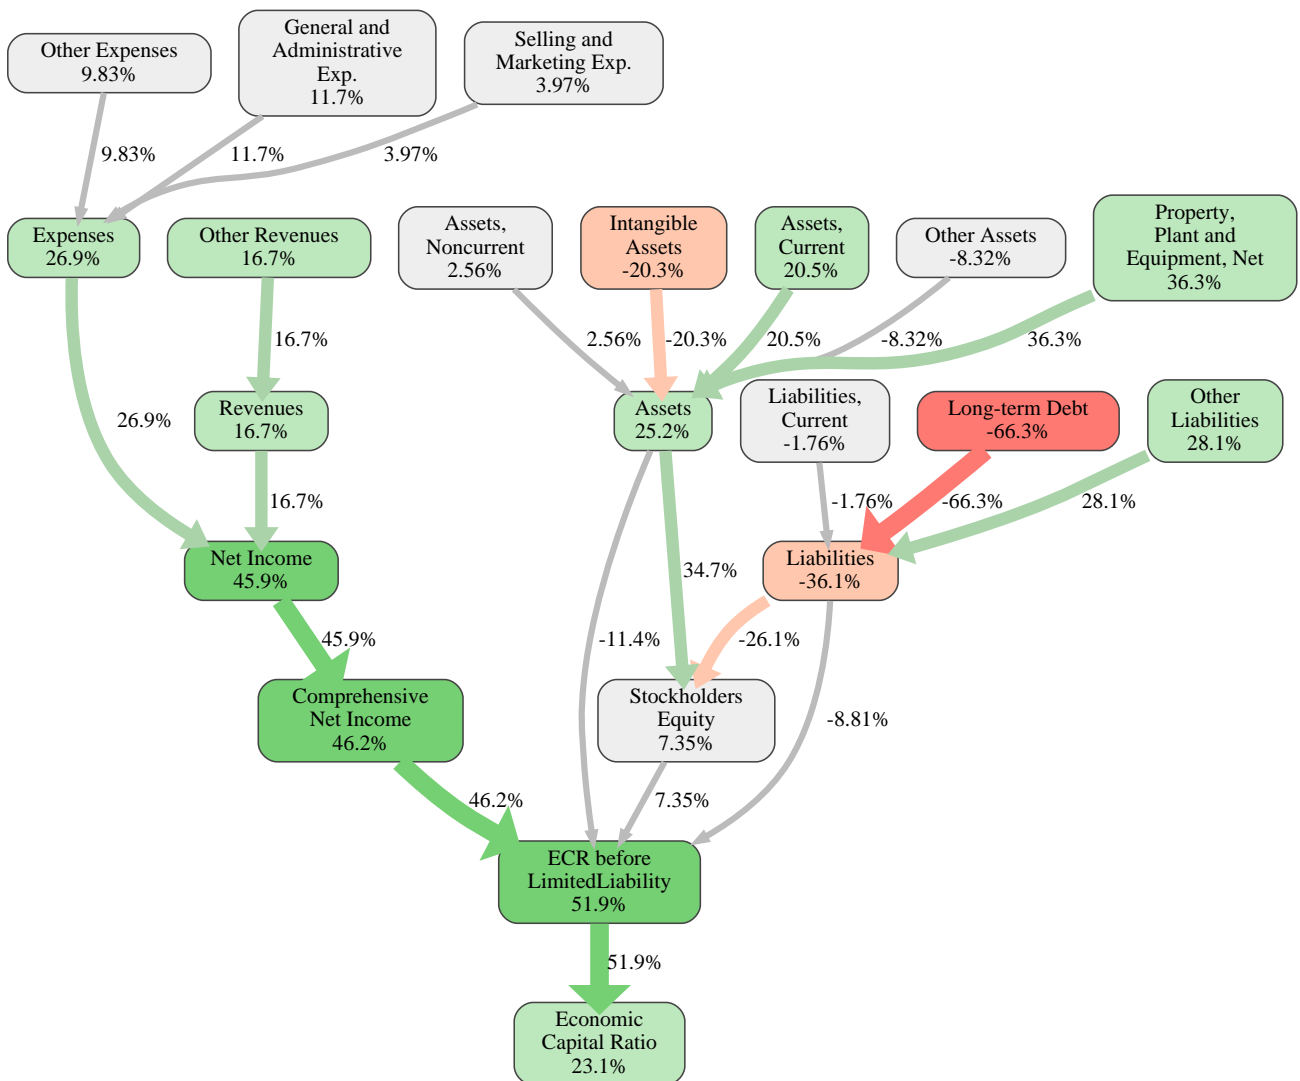 Other Expenses
9.83%
General and
Administrative
Exp.
11.7%
Selling and
Marketing Exp.
3.97%
9.83%
11.7%
3.97%
Expenses
26.9%
Other Revenues
16.7%
Assets,
Noncurrent
2.56%
Intangible
Assets
-20.3%
Assets,
Current
20.5%
Other Assets
-8.32%
Property,
Plant and
Equipment, Net
36.3%
16.7%
2.56%
-20.3%
20.5%
-8.32%
36.3%
26.9%
Revenues
16.7%
Assets
25.2%
Liabilities,
Current
-1.76%
Long-term Debt
-66.3%
Other
Liabilities
28.1%
16.7%
-1.76%
-66.3%
28.1%
Net Income
45.9%
34.7%
Liabilities
-36.1%
45.9%
-11.4%
-26.1%
Comprehensive
Net Income
46.2%
Stockholders
Equity
7.35%
-8.81%
46.2%
7.35%
ECR before
LimitedLiability
51.9%
51.9%
Economic
Capital Ratio
23.1%